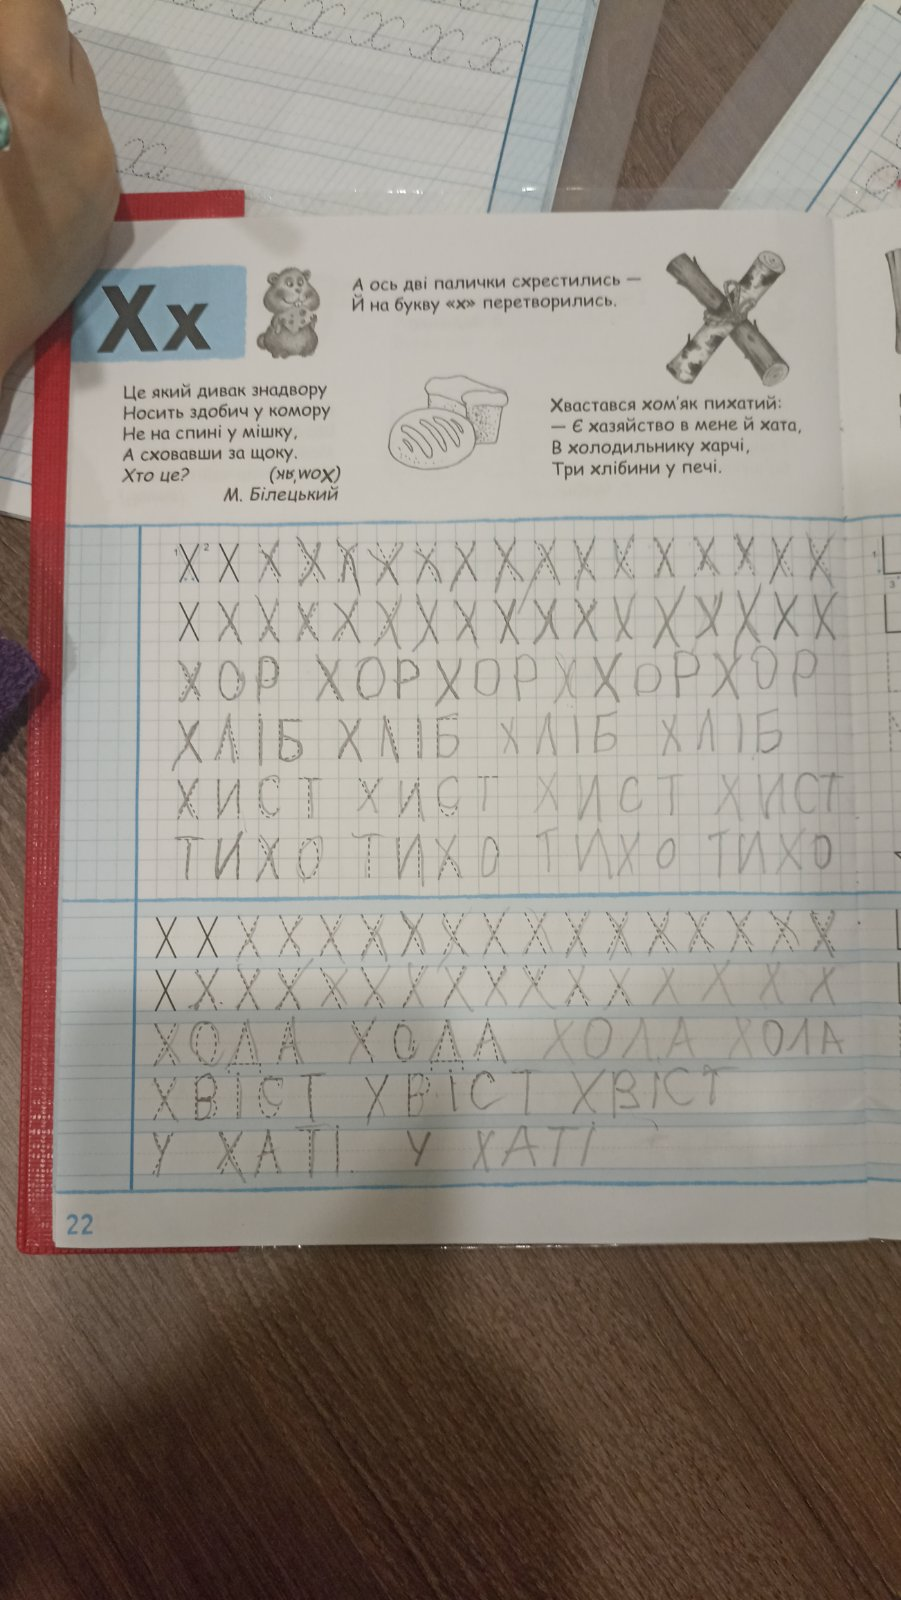 Хх
А ось дві палички схрестились —
Й на букву «х» перетворились.
Це який дивак знадвору
Носить здобич у комору
Не на спині у мішку,
А сховавши за щоку.
Хто це? (Хом'як)
М. Білецький
Хвастався хом'як пихатий:
— Є хазяйство в мене й хата,
В холодильнику харчі,
Три хлібини у печі.
1 2 Х Х Х Х Х Х Х Х Х Х Х Х Х Х Х Х Х
Х Х Х Х Х Х Х Х Х Х Х Х Х Х Х Х Х
ХОР ХОР ХОР Х ХОР ХОР
ХЛІБ ХЛІБ ХЛІБ ХЛІБ
ХИСТ ХИСТ ХИСТ ХИСТ
ТИХО ТИХО ТИХО ТИХО
Х Х Х Х Х Х Х Х Х Х Х Х Х Х Х Х Х
Х Х Х Х Х Х Х Х Х Х Х Х Х Х Х Х
ХОДА ХОДА ХОЛА ХОЛА
ХВІСТ ХВІСТ ХВІСТ
У ХАТІ. У ХАТІ
22